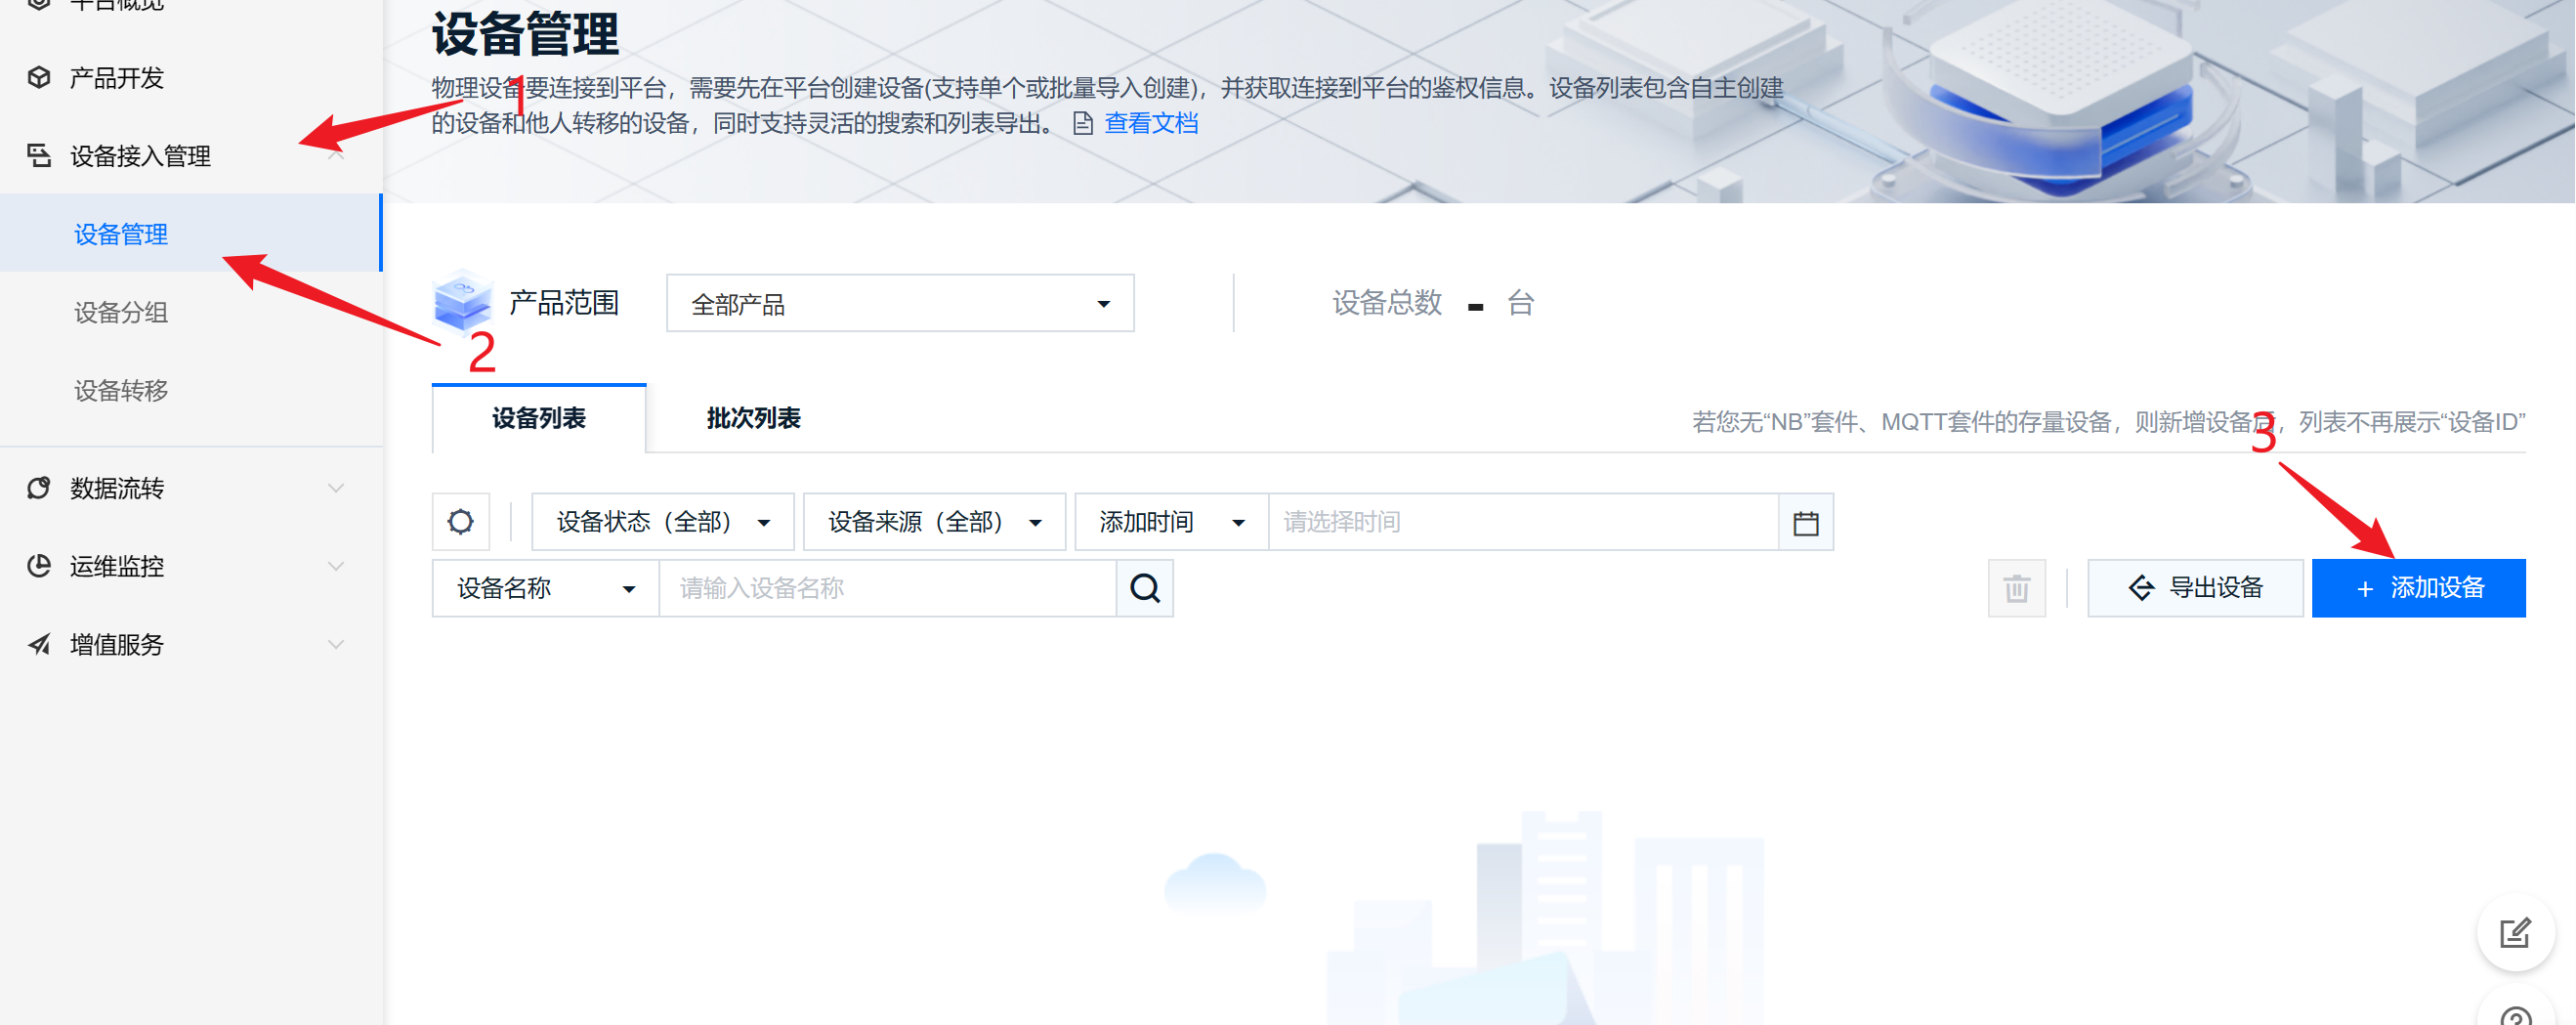 平台概览
产品开发
设备接入管理
设备管理
设备分组
设备转移
数据流转
运维监控
增值服务
设备管理
物理设备要连接到平台，需要先在平台创建设备(支持单个或批量导入创建)，并获取连接到平台的鉴权信息。设备列表包含自主创建
的设备和他人转移的设备，同时支持灵活的搜索和列表导出。 查看文档
1
2
产品范围 全部产品 设备总数 - 台
设备列表 批次列表 若您无“NB”套件、MQTT套件的存量设备，则新增设备后，列表不再展示“设备ID”
3
设备状态（全部） 设备来源（全部） 添加时间 请选择时间
设备名称 请输入设备名称 导出设备 + 添加设备